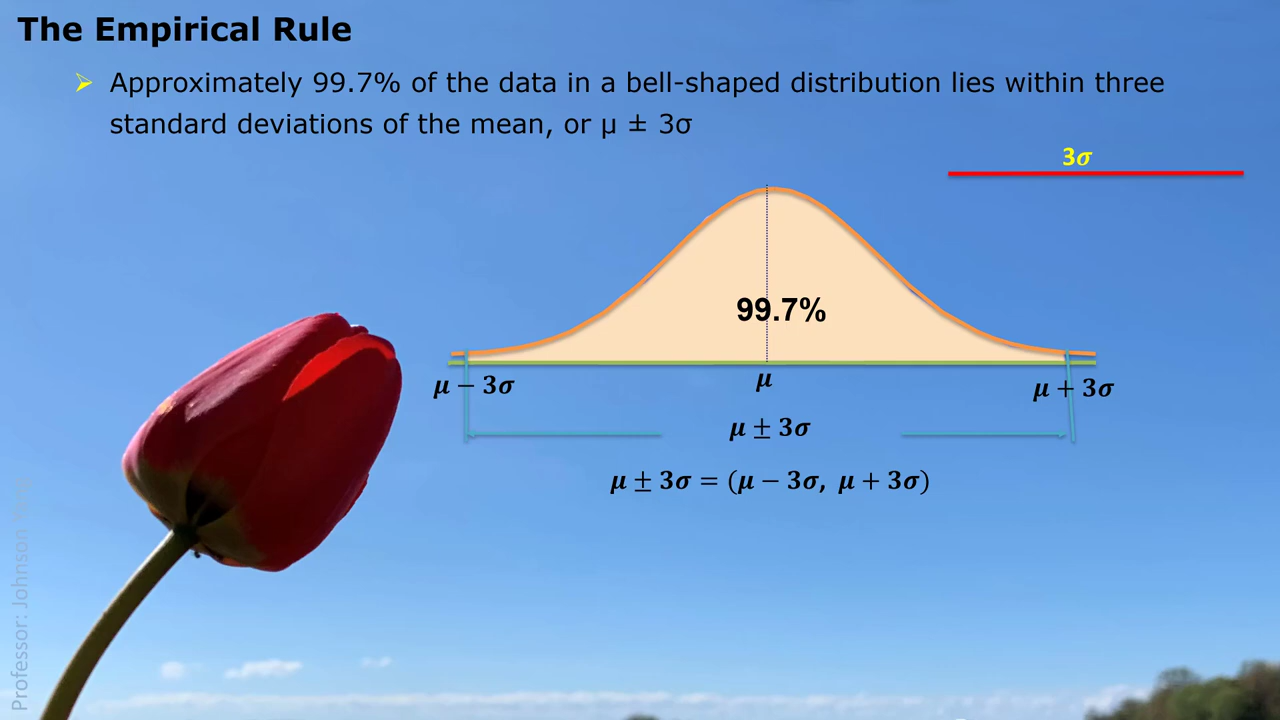 The Empirical Rule
➢ Approximately 99.7% of the data in a bell-shaped distribution lies within three
standard deviations of the mean, or μ ± 3σ
3σ
99.7%
μ − 3σ
μ
μ + 3σ
μ ± 3σ
μ ± 3σ = (μ − 3σ, μ + 3σ)
Professor: Johnson